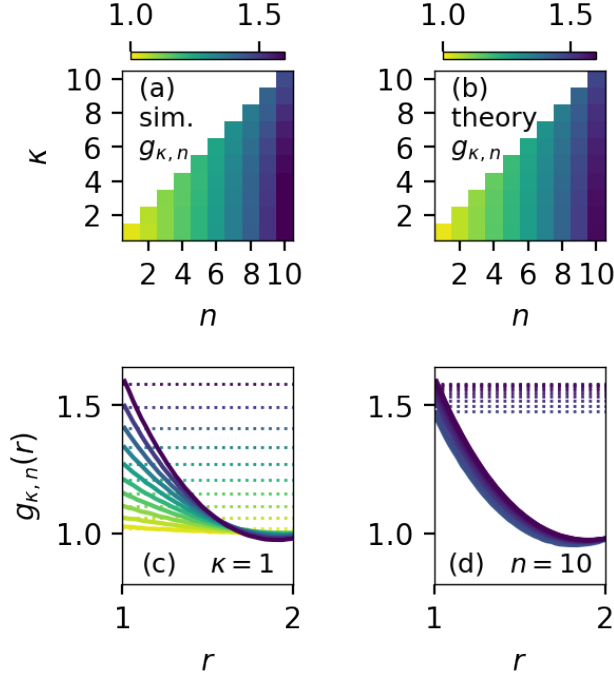 1.0 1.5
1.0 1.5
(a)
sim.
g_{κ, n}
10
8
6
4
2
κ
2 4 6 8 10
n
(b)
theory
g_{κ, n}
10
8
6
4
2
2 4 6 8 10
n
1.5
1.0
g_{κ, n}(r)
(c) κ = 1
1 2
r
1.5
1.0
(d) n = 10
1 2
r